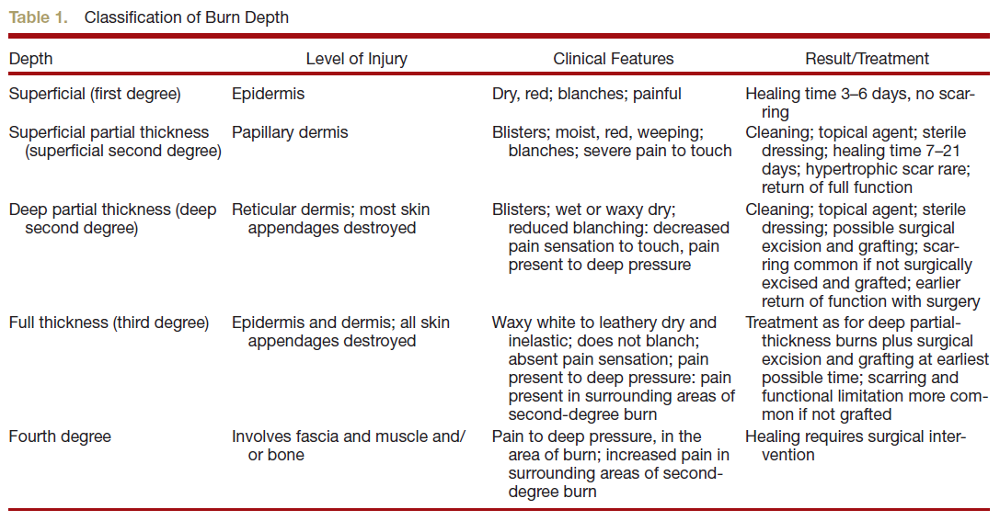 Table 1. Classification of Burn Depth
Depth Level of Injury Clinical Features Result/Treatment
Superficial (first degree) Epidermis Dry, red; blanches; painful Healing time 3–6 days, no scar-
ring
Superficial partial thickness Papillary dermis Blisters; moist, red, weeping; Cleaning; topical agent; sterile
(superficial second degree) blanches; severe pain to touch dressing; healing time 7–21
days; hypertrophic scar rare;
return of full function
Deep partial thickness (deep Reticular dermis; most skin Blisters; wet or waxy dry; Cleaning; topical agent; sterile
second degree) appendages destroyed reduced blanching: decreased dressing; possible surgical
pain sensation to touch, pain excision and grafting; scar-
present to deep pressure ring common if not surgically
excised and grafted; earlier
return of function with surgery
Full thickness (third degree) Epidermis and dermis; all skin Waxy white to leathery dry and Treatment as for deep partial-
appendages destroyed inelastic; does not blanch; thickness burns plus surgical
absent pain sensation; pain excision and grafting at earliest
present to deep pressure: pain possible time; scarring and
present in surrounding areas of functional limitation more com-
second-degree burn mon if not grafted
Fourth degree Involves fascia and muscle and/ Pain to deep pressure, in the Healing requires surgical inter-
or bone area of burn; increased pain in vention
surrounding areas of second-
degree burn